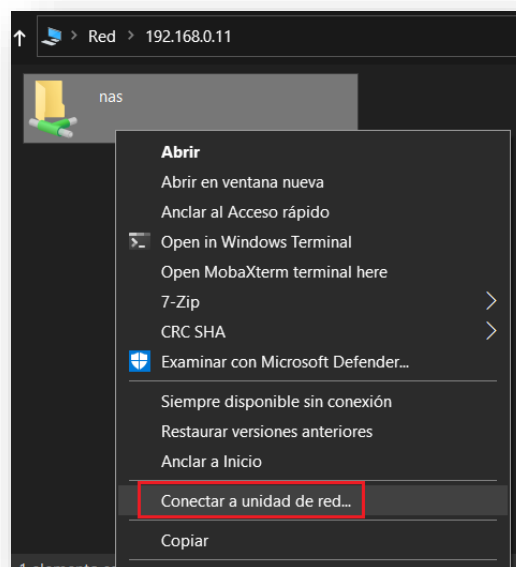 Red > 192.168.0.11
nas
Abrir
Abrir en ventana nueva
Anclar al Acceso rápido
Open in Windows Terminal
Open MobaXterm terminal here
7-Zip
CRC SHA
Examinar con Microsoft Defender...
Siempre disponible sin conexión
Restaurar versiones anteriores
Anclar a Inicio
Conectar a unidad de red...
Copiar